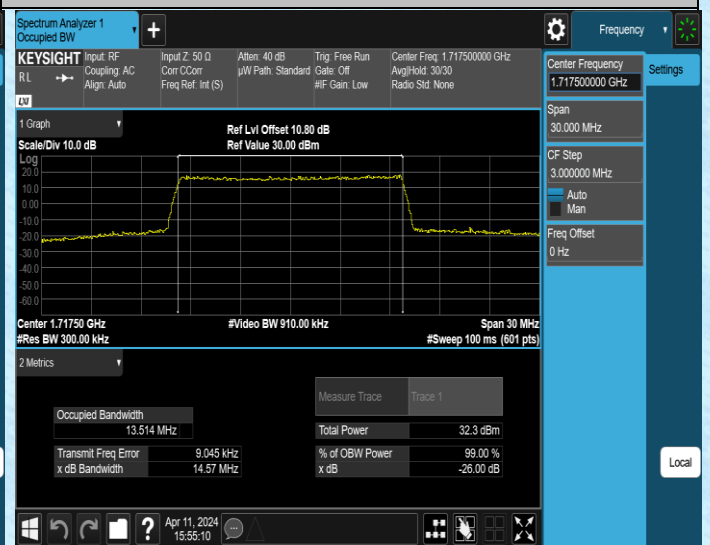 Spectrum Analyzer 1
Occupied BW
+
Frequency
KEYSIGHT
RL
LXI
Input: RF
Coupling: AC
Align: Auto
Input Z: 50 Ω
Corr CCorr
Freq Ref: Int (S)
Atten: 40 dB
µW Path: Standard
Trig: Free Run
Gate: Off
#IF Gain: Low
Center Freq: 1.717500000 GHz
Avg|Hold: 30/30
Radio Std: None
Center Frequency
1.717500000 GHz
Settings
Span
30.000 MHz
CF Step
3.000000 MHz
Auto
Man
Freq Offset
0 Hz
1 Graph
Scale/Div 10.0 dB
Ref Lvl Offset 10.80 dB
Ref Value 30.00 dBm
Log
20.0
10.0
0.00
-10.0
-20.0
-30.0
-40.0
-50.0
-60.0
Center 1.71750 GHz
#Res BW 300.00 kHz
#Video BW 910.00 kHz
Span 30 MHz
#Sweep 100 ms (601 pts)
2 Metrics
Measure Trace
Trace 1
Occupied Bandwidth
13.514 MHz
Total Power
32.3 dBm
Transmit Freq Error
9.045 kHz
% of OBW Power
99.00 %
x dB Bandwidth
14.57 MHz
x dB
-26.00 dB
Local
?
Apr 11, 2024
15:55:10